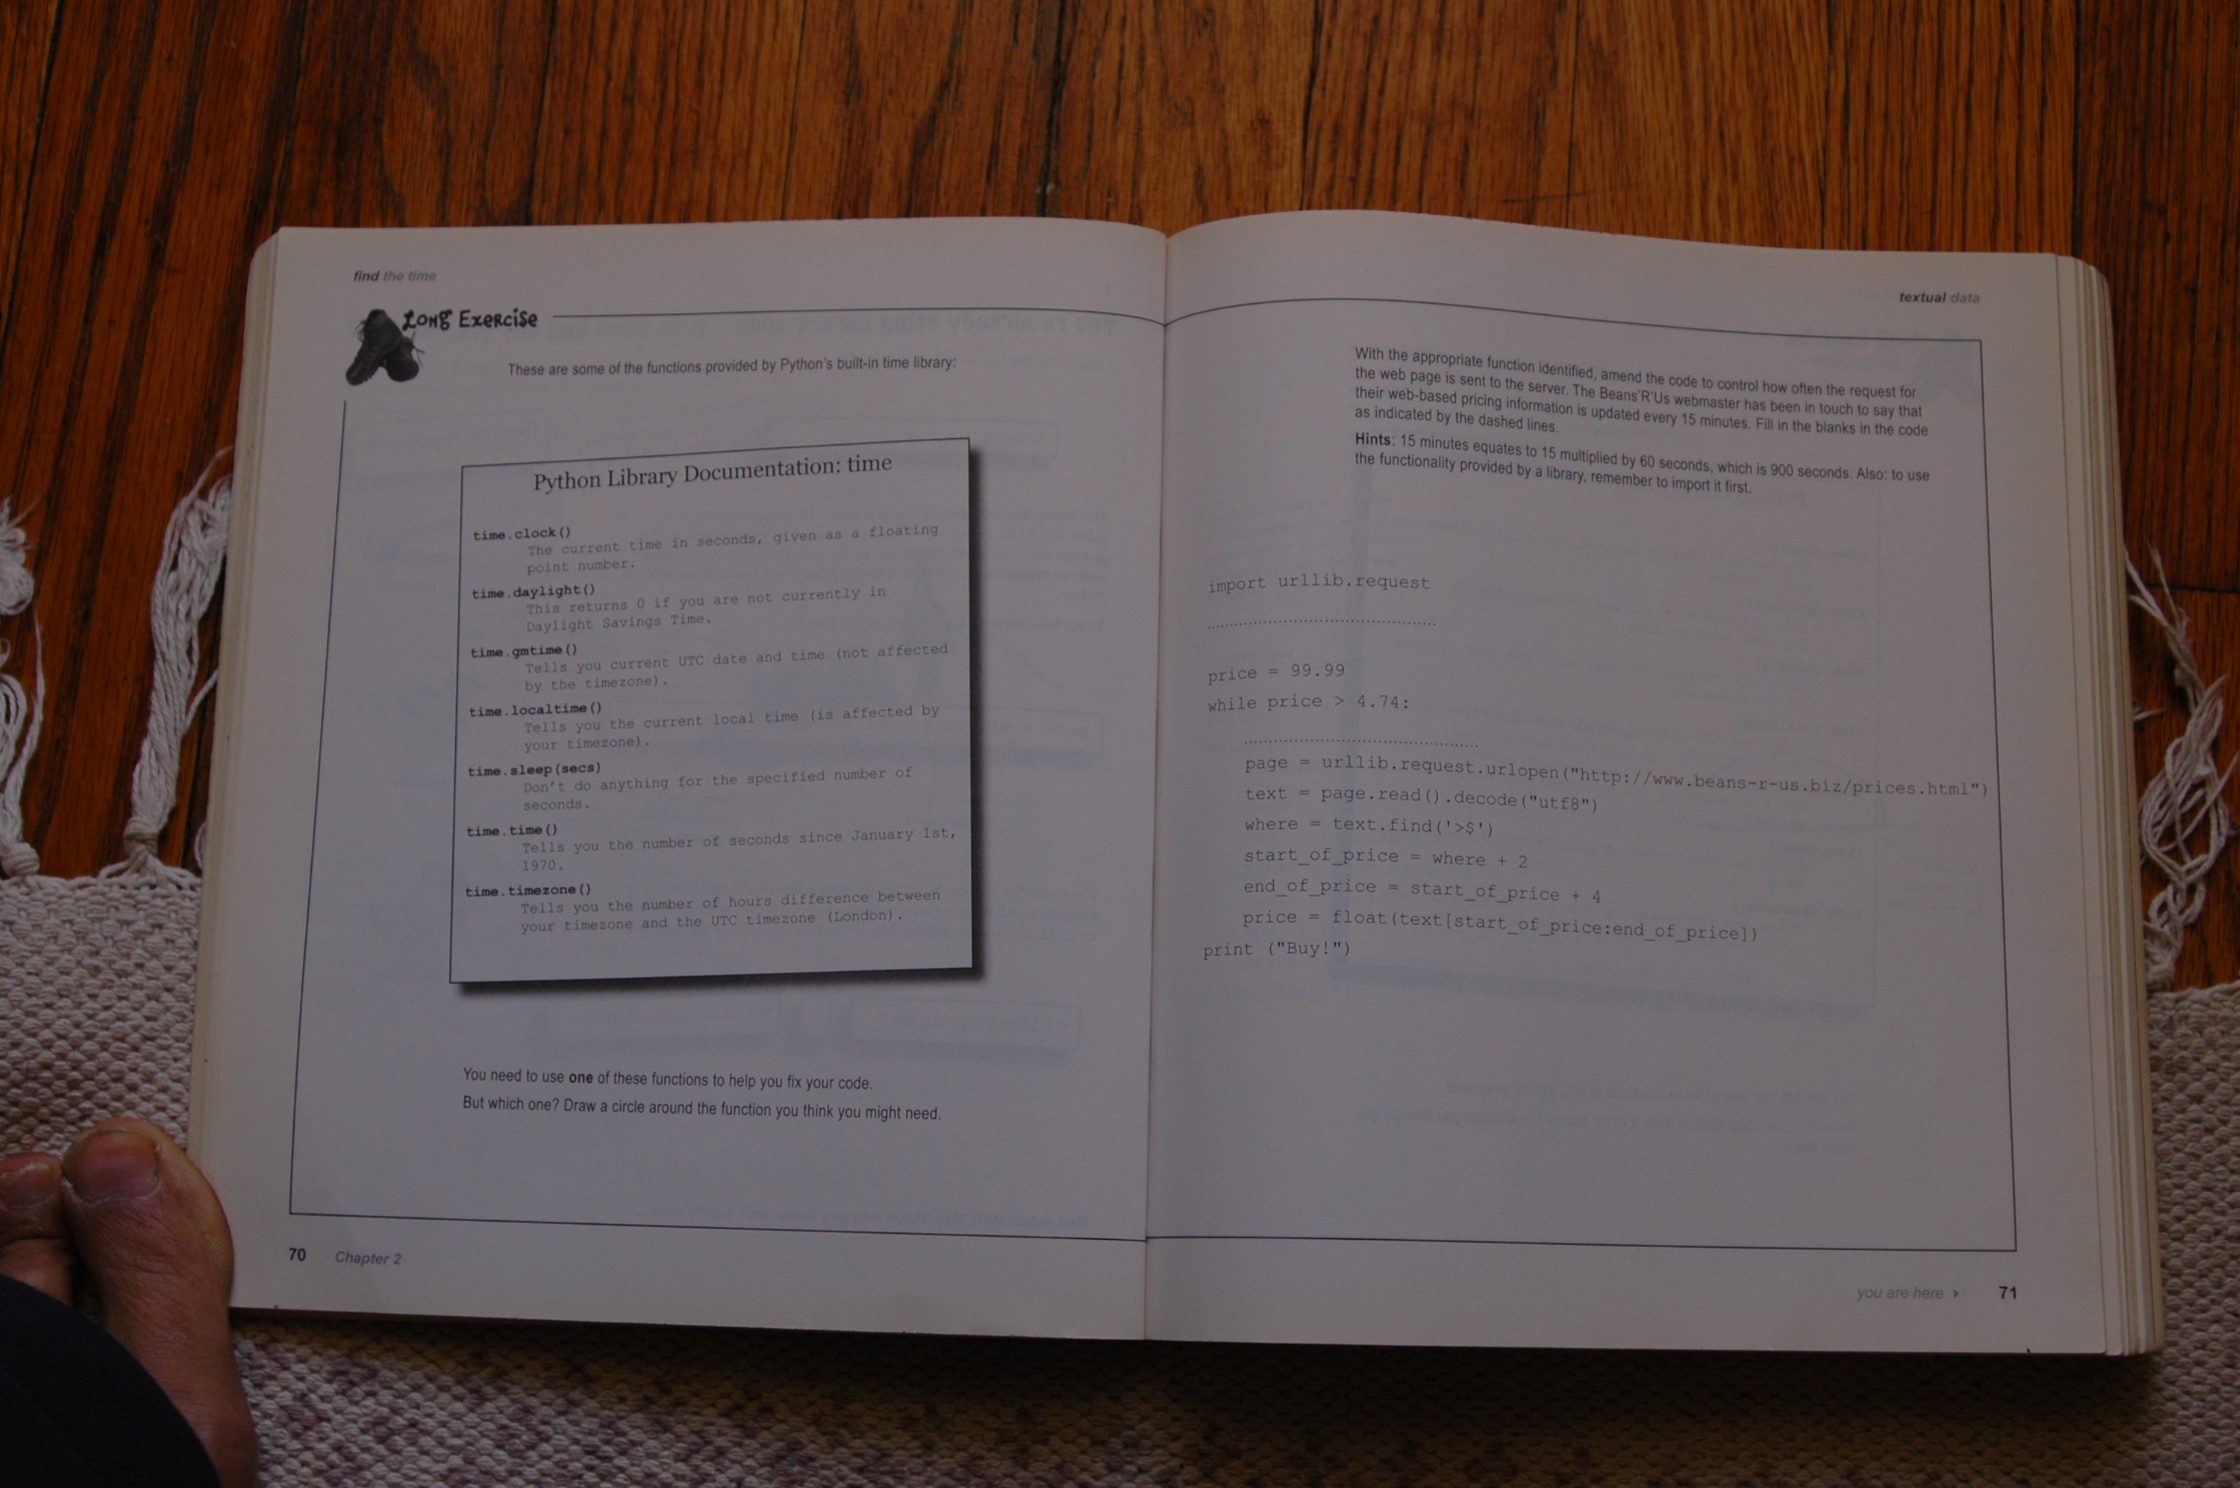 find the time
Long Exercise
These are some of the functions provided by Python's built-in time library:
Python Library Documentation: time
time.clock()
The current time in seconds, given as a floating
point number.
time.daylight()
This returns 0 if you are not currently in
Daylight Savings Time.
time.gmtime()
Tells you current UTC date and time (not affected
by the timezone).
time.localtime()
Tells you the current local time (is affected by
your timezone).
time.sleep(secs)
Don't do anything for the specified number of
seconds.
time.time()
Tells you the number of seconds since January 1st,
1970.
time.timezone()
Tells you the number of hours difference between
your timezone and the UTC timezone (London).
You need to use one of these functions to help you fix your code.
But which one? Draw a circle around the function you think you might need.
70 Chapter 2
textual data
With the appropriate function identified, amend the code to control how often the request for
the web page is sent to the server. The Beans'R'Us webmaster has been in touch to say that
their web-based pricing information is updated every 15 minutes. Fill in the blanks in the code
as indicated by the dashed lines.
Hints: 15 minutes equates to 15 multiplied by 60 seconds, which is 900 seconds. Also: to use
the functionality provided by a library, remember to import it first.
import urllib.request
price = 99.99
while price > 4.74:
page = urllib.request.urlopen("http://www.beans-r-us.biz/prices.html")
text = page.read().decode("utf8")
where = text.find('>$')
start_of_price = where + 2
end_of_price = start_of_price + 4
price = float(text[start_of_price:end_of_price])
print ("Buy!")
you are here ▸ 71